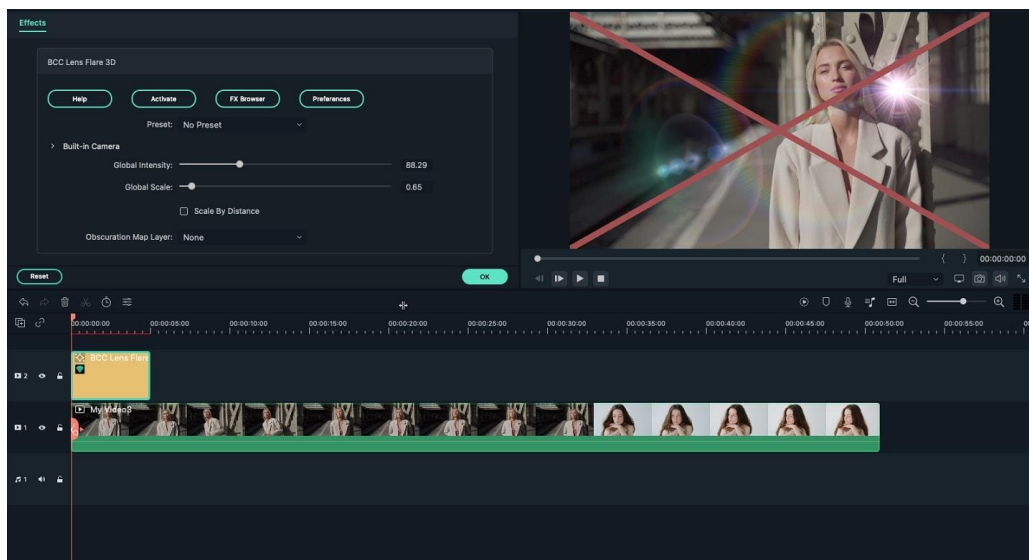 Effects
BCC Lens Flare 3D
Help Activate FX Browser Preferences
Preset: No Preset
Built-in Camera
Global Intensity: 88.29
Global Scale: 0.65
Scale By Distance
Obscuration Map Layer: None
{ } 00:00:00:00
Reset OK
Full
00:00:00:00 00:00:05:00 00:00:10:00 00:00:15:00 00:00:20:00 00:00:25:00 00:00:30:00 00:00:35:00 00:00:40:00 00:00:45:00 00:00:50:00 00:00:55:00
BCC Lens Flare
2
My Video3
1
1